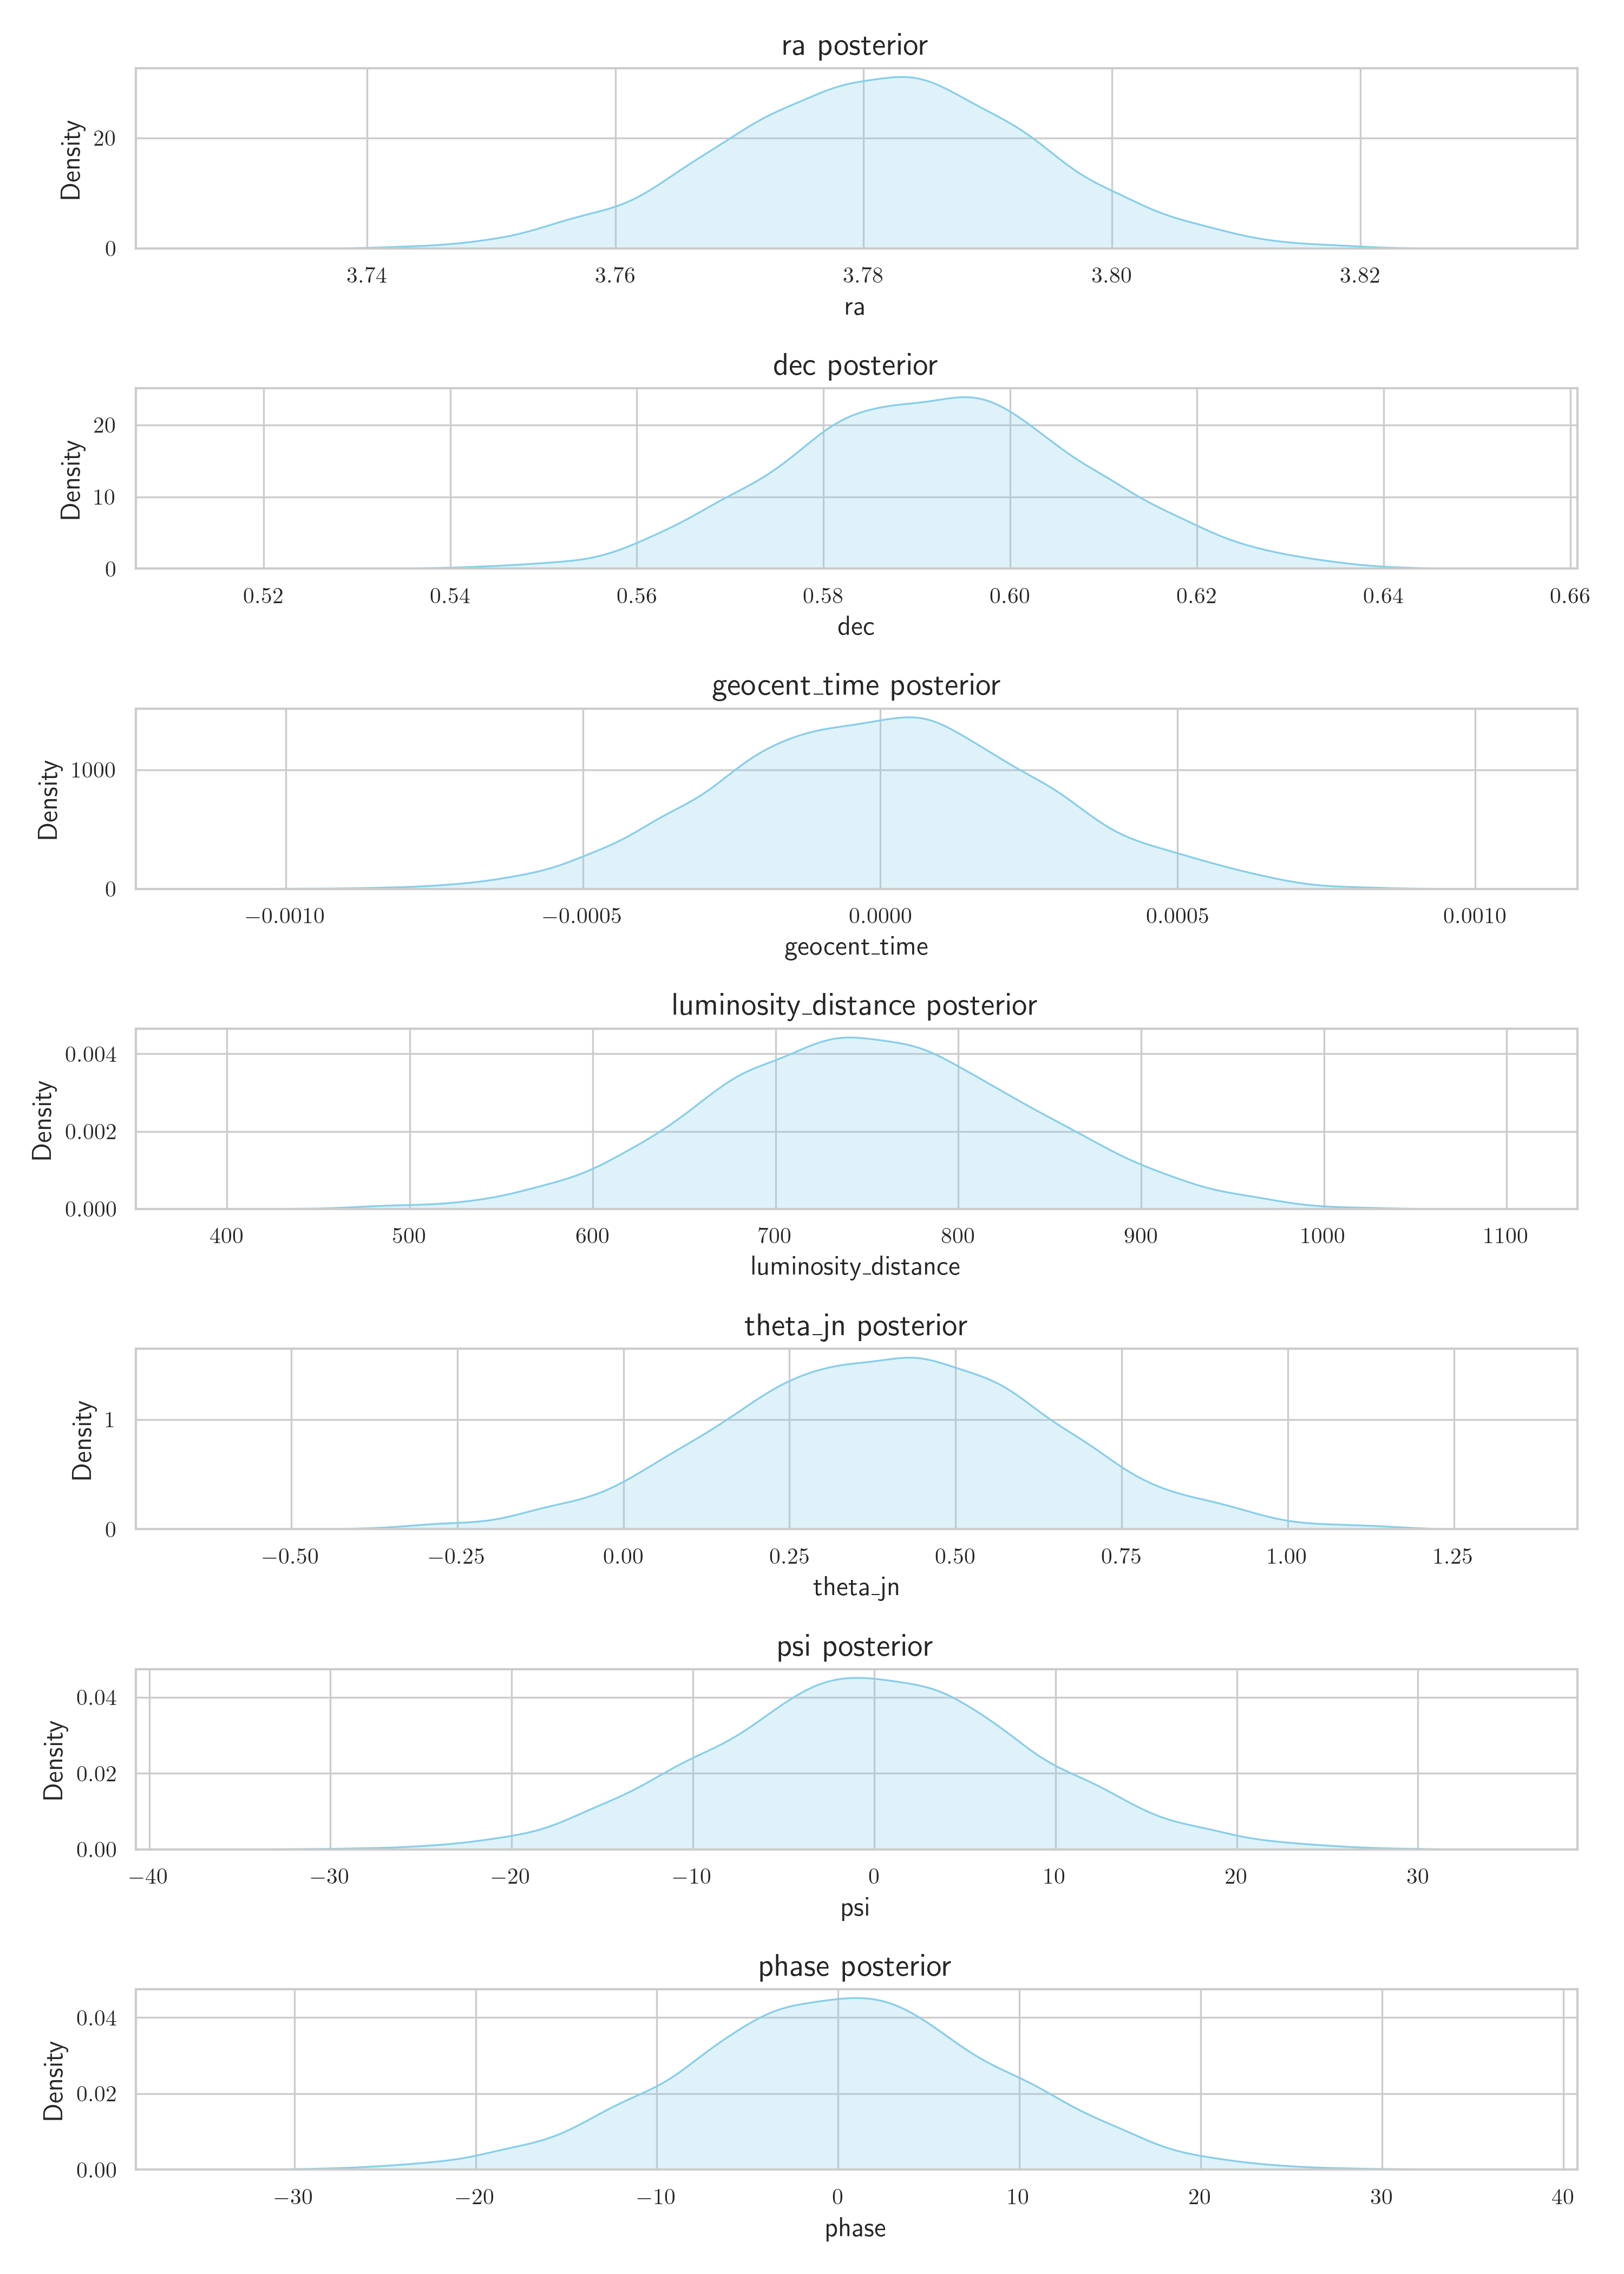 ra posterior
Density
20
0
3.74 3.76 3.78 3.80 3.82
ra
dec posterior
Density
20
10
0
0.52 0.54 0.56 0.58 0.60 0.62 0.64 0.66
dec
geocent_time posterior
Density
1000
0
−0.0010 −0.0005 0.0000 0.0005 0.0010
geocent_time
luminosity_distance posterior
Density
0.004
0.002
0.000
400 500 600 700 800 900 1000 1100
luminosity_distance
theta_jn posterior
Density
1
0
−0.50 −0.25 0.00 0.25 0.50 0.75 1.00 1.25
theta_jn
psi posterior
Density
0.04
0.02
0.00
−40 −30 −20 −10 0 10 20 30
psi
phase posterior
Density
0.04
0.02
0.00
−30 −20 −10 0 10 20 30 40
phase